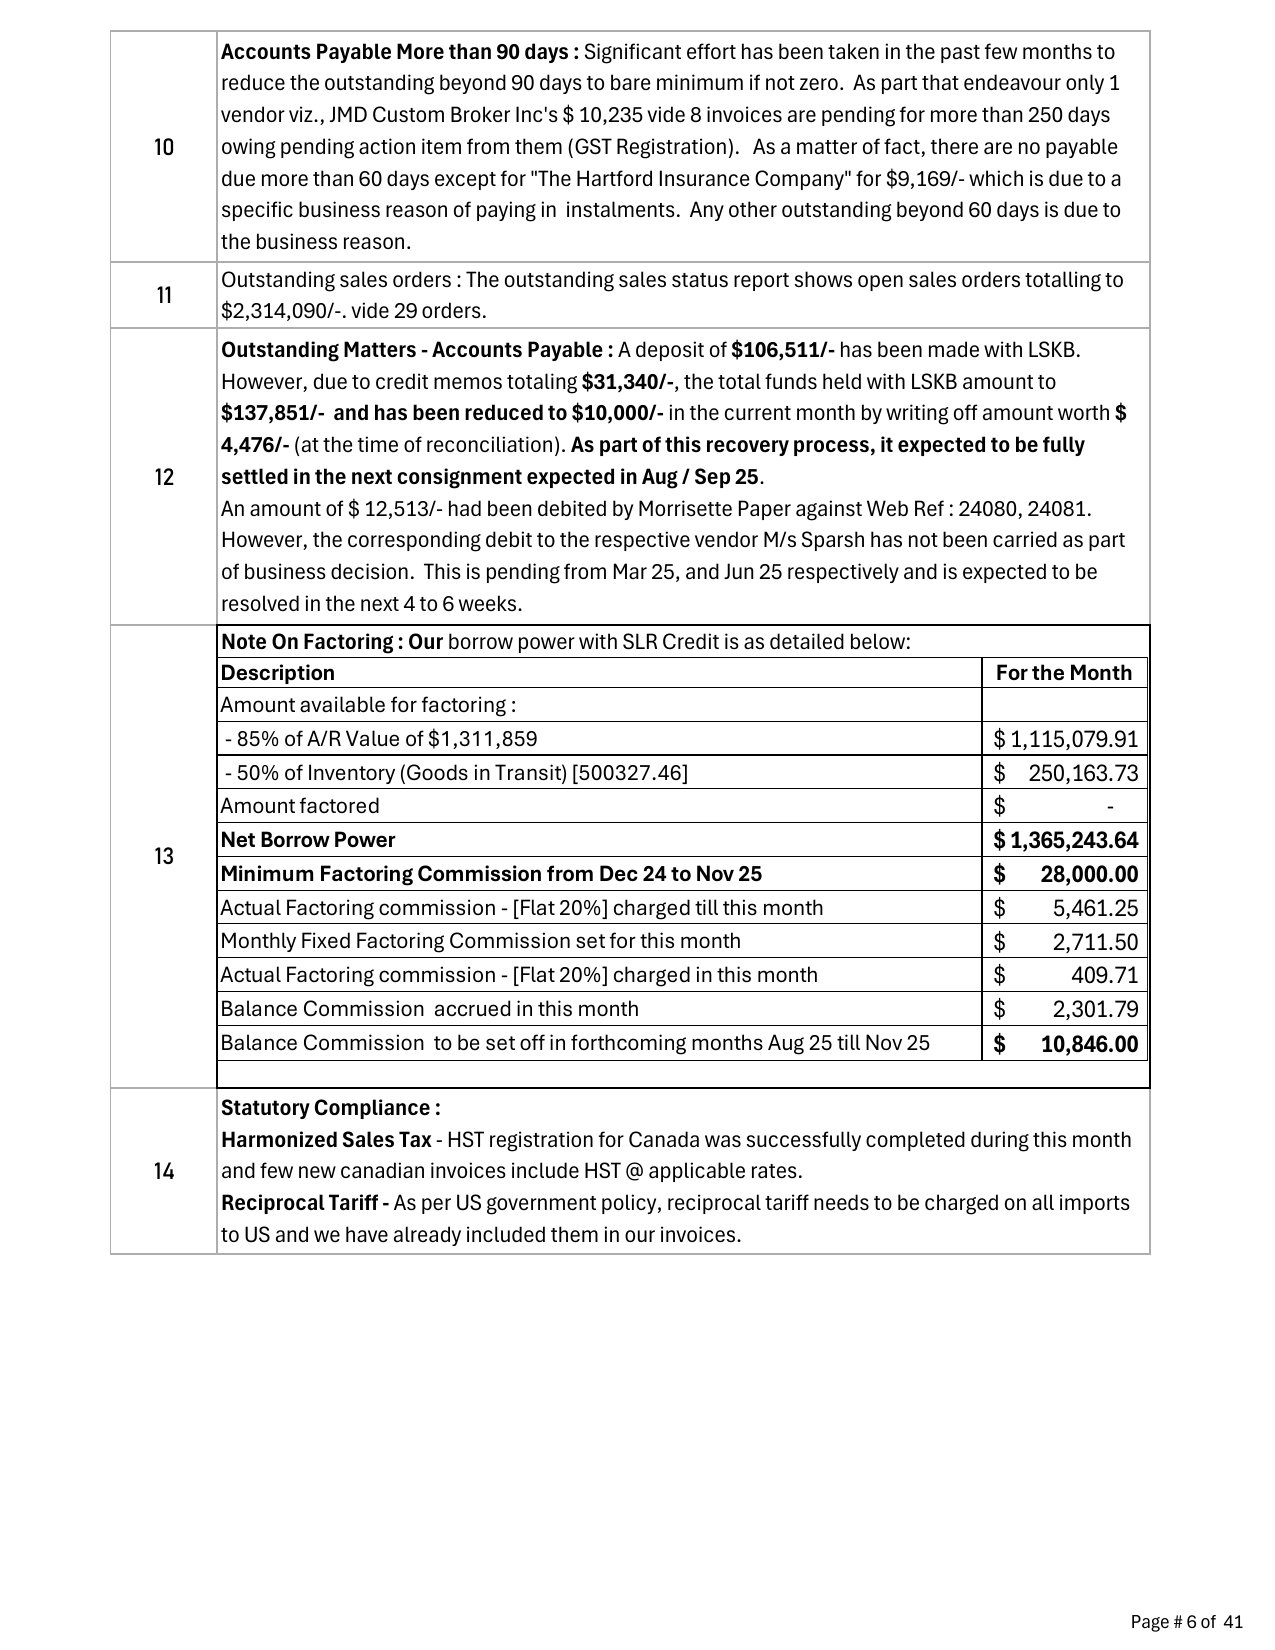 10
Accounts Payable More than 90 days : Significant effort has been taken in the past few months to
reduce the outstanding beyond 90 days to bare minimum if not zero.  As part that endeavour only 1
vendor viz., JMD Custom Broker Inc's $ 10,235 vide 8 invoices are pending for more than 250 days
owing pending action item from them (GST Registration).   As a matter of fact, there are no payable
due more than 60 days except for "The Hartford Insurance Company" for $9,169/- which is due to a
specific business reason of paying in  instalments.  Any other outstanding beyond 60 days is due to
the business reason.
11
Outstanding sales orders : The outstanding sales status report shows open sales orders totalling to
$2,314,090/-. vide 29 orders.
12
Outstanding Matters - Accounts Payable : A deposit of $106,511/- has been made with LSKB.
However, due to credit memos totaling $31,340/-, the total funds held with LSKB amount to
$137,851/-  and has been reduced to $10,000/- in the current month by writing off amount worth $
4,476/- (at the time of reconciliation). As part of this recovery process, it expected to be fully
settled in the next consignment expected in Aug / Sep 25.
An amount of $ 12,513/- had been debited by Morrisette Paper against Web Ref : 24080, 24081.
However, the corresponding debit to the respective vendor M/s Sparsh has not been carried as part
of business decision.  This is pending from Mar 25, and Jun 25 respectively and is expected to be
resolved in the next 4 to 6 weeks.
13
Note On Factoring : Our borrow power with SLR Credit is as detailed below:
Description For the Month
Amount available for factoring :
- 85% of A/R Value of $1,311,859 $ 1,115,079.91
- 50% of Inventory (Goods in Transit) [500327.46] $ 250,163.73
Amount factored $ -
Net Borrow Power $ 1,365,243.64
Minimum Factoring Commission from Dec 24 to Nov 25 $ 28,000.00
Actual Factoring commission - [Flat 20%] charged till this month $ 5,461.25
Monthly Fixed Factoring Commission set for this month $ 2,711.50
Actual Factoring commission - [Flat 20%] charged in this month $ 409.71
Balance Commission  accrued in this month $ 2,301.79
Balance Commission  to be set off in forthcoming months Aug 25 till Nov 25 $ 10,846.00
14
Statutory Compliance :
Harmonized Sales Tax - HST registration for Canada was successfully completed during this month
and few new canadian invoices include HST @ applicable rates.
Reciprocal Tariff - As per US government policy, reciprocal tariff needs to be charged on all imports
to US and we have already included them in our invoices.
Page # 6 of  41